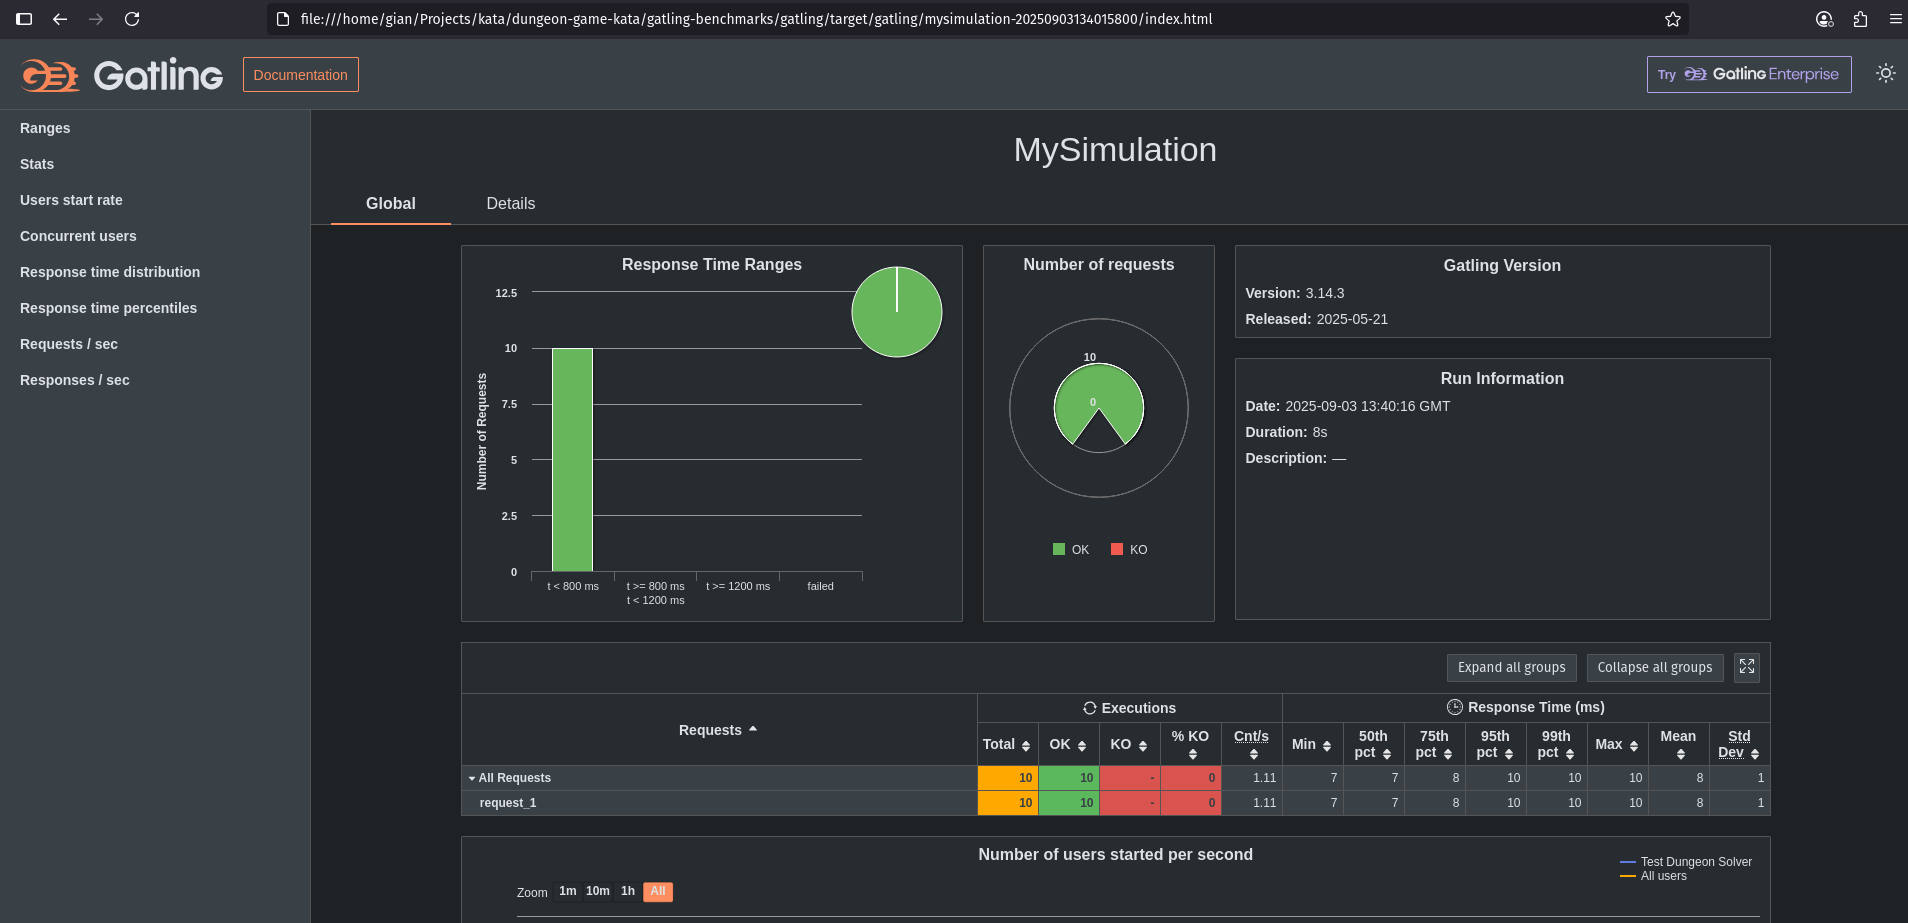 file:///home/gian/Projects/kata/dungeon-game-kata/gatling-benchmarks/gatling/target/gatling/mysimulation-20250903134015800/index.html
Gatling
Documentation
Try Gatling Enterprise
Ranges
Stats
Users start rate
Concurrent users
Response time distribution
Response time percentiles
Requests / sec
Responses / sec
MySimulation
Global Details
Response Time Ranges
Number of Requests
12.5
10
7.5
5
2.5
0
t < 800 ms
t >= 800 ms
t < 1200 ms
t >= 1200 ms
failed
Number of requests
10
0
OK KO
Gatling Version
Version: 3.14.3
Released: 2025-05-21
Run Information
Date: 2025-09-03 13:40:16 GMT
Duration: 8s
Description: —
Expand all groups Collapse all groups
Requests Executions Response Time (ms)
Total OK KO % KO Cnt/s Min 50th pct 75th pct 95th pct 99th pct Max Mean Std Dev
All Requests 10 10 - 0 1.11 7 7 8 10 10 10 8 1
request_1 10 10 - 0 1.11 7 7 8 10 10 10 8 1
Number of users started per second
Zoom 1m 10m 1h All
Test Dungeon Solver
All users